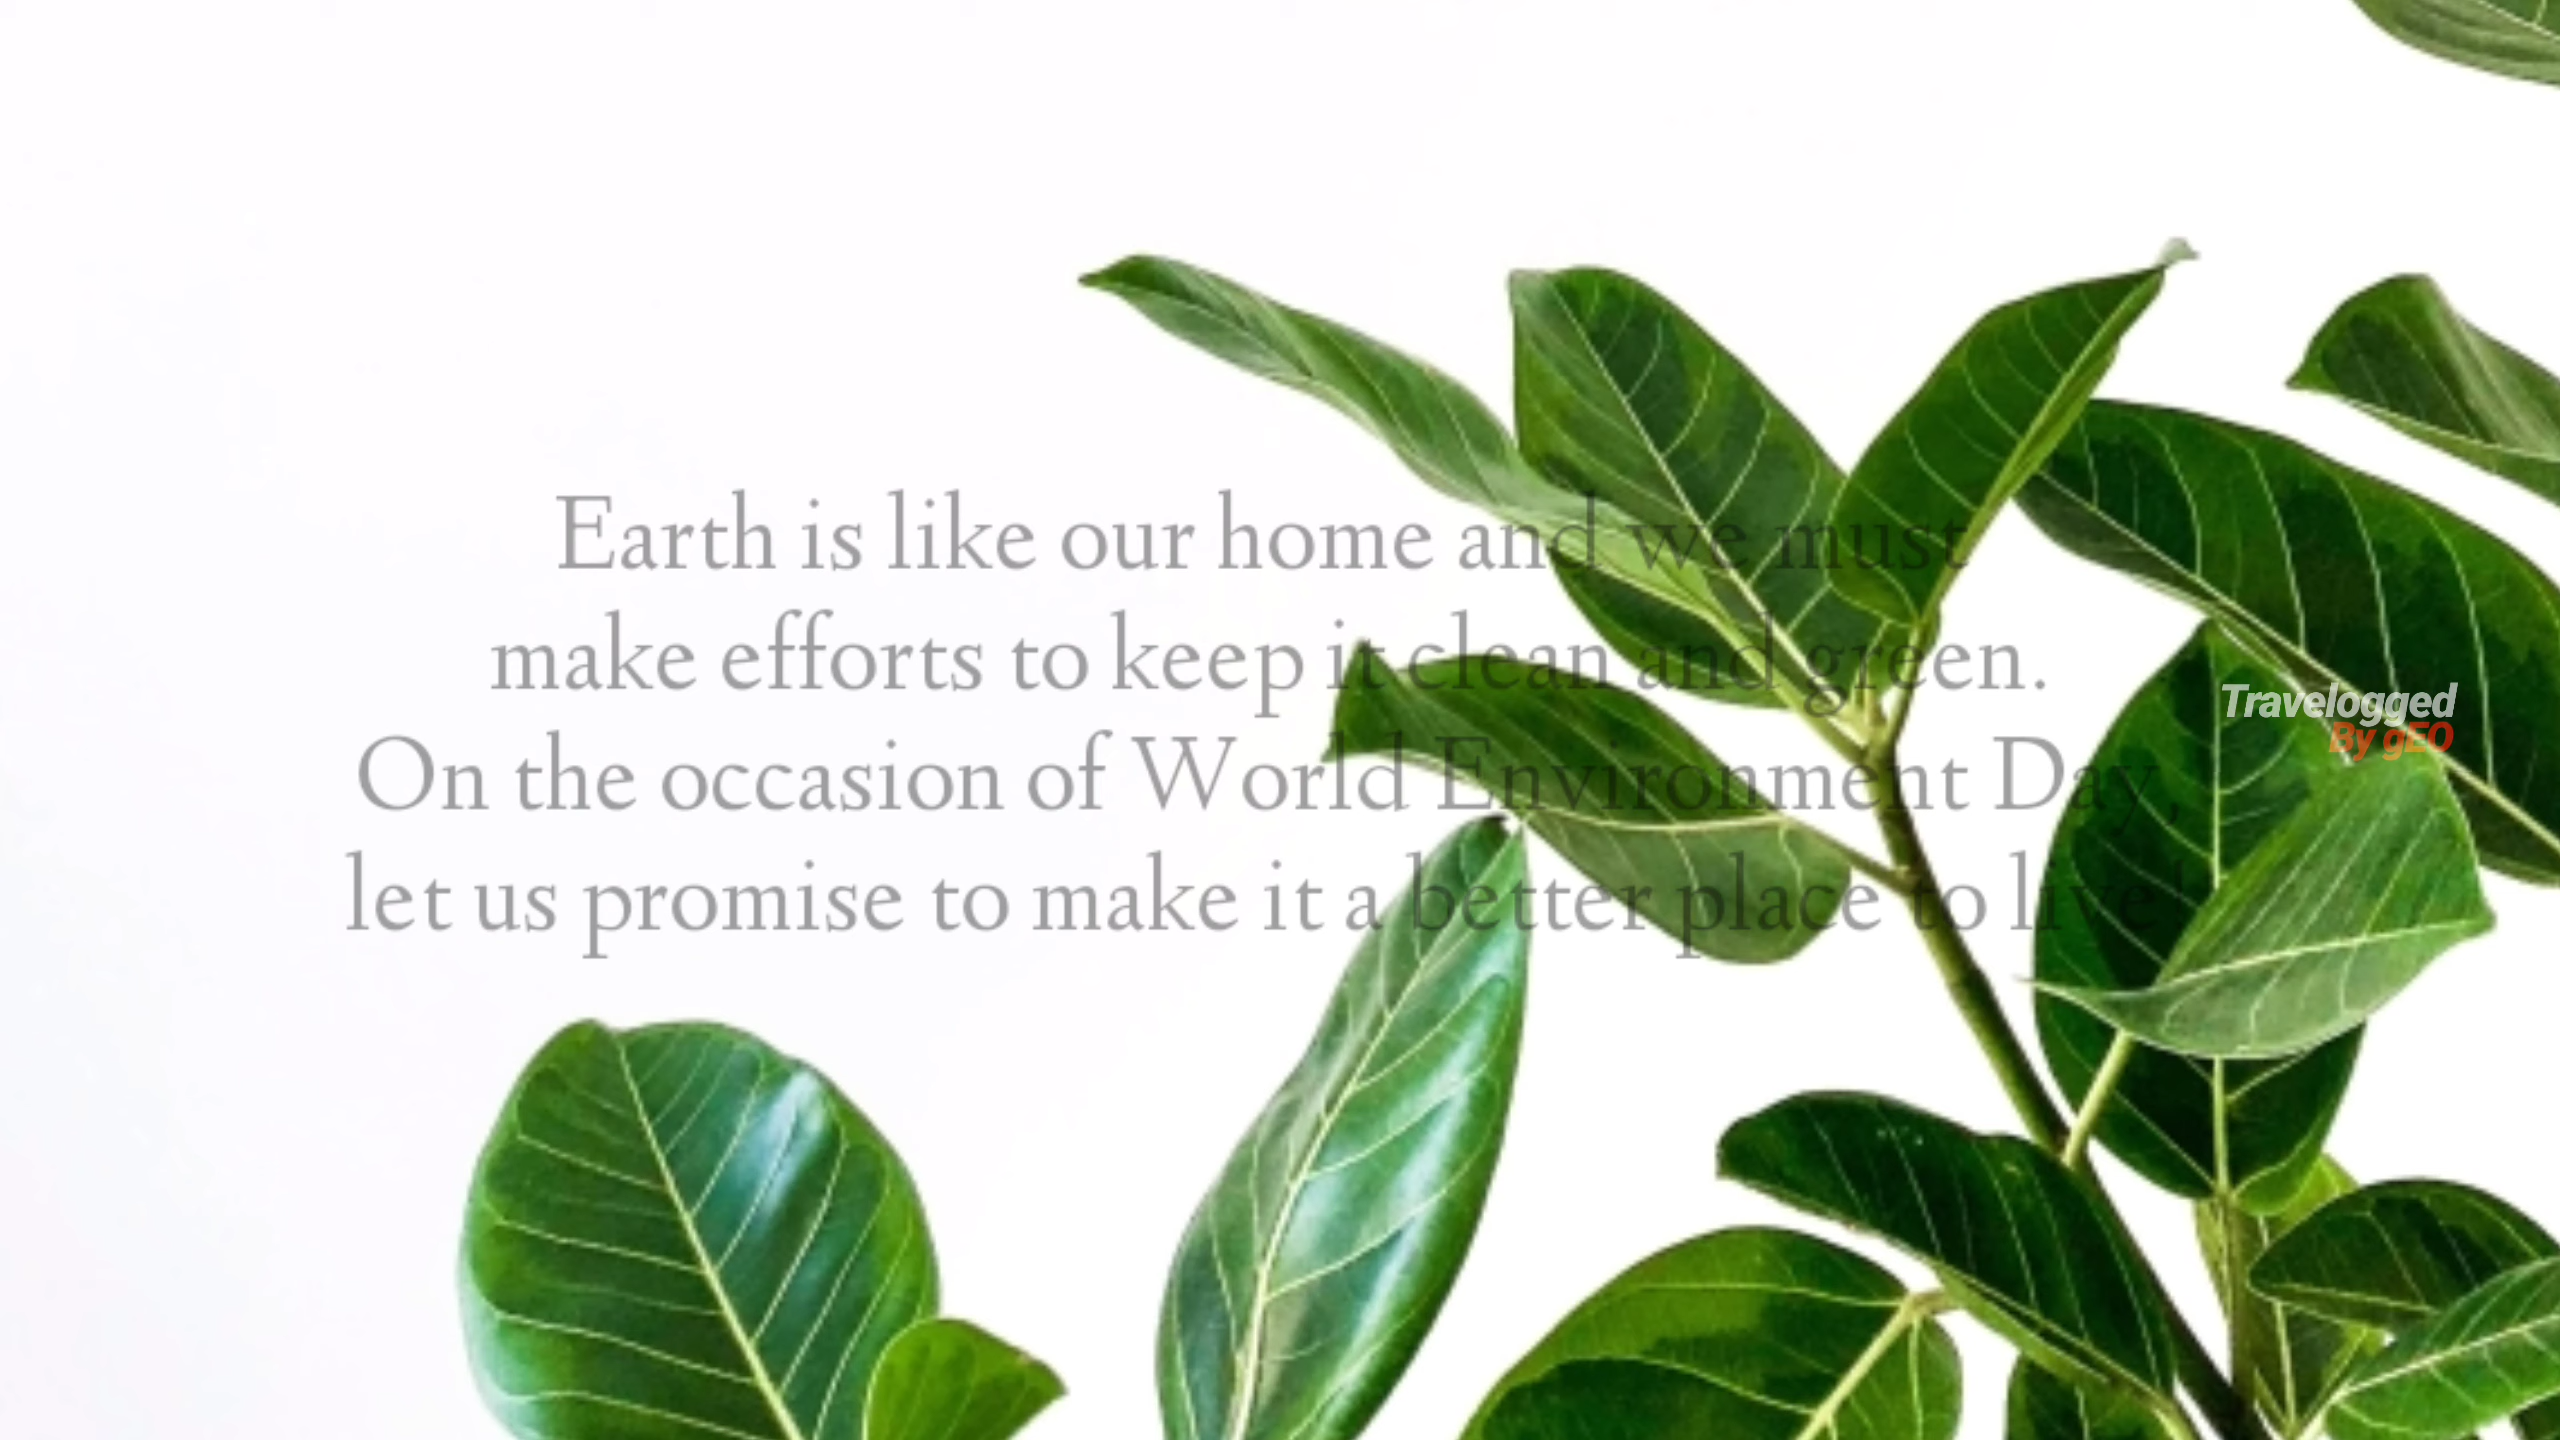 Earth is like our home and we must
make efforts to keep it clean and green.
On the occasion of World Environment Day,
let us promise to make it a better place to live!
Travelogged
By gEO